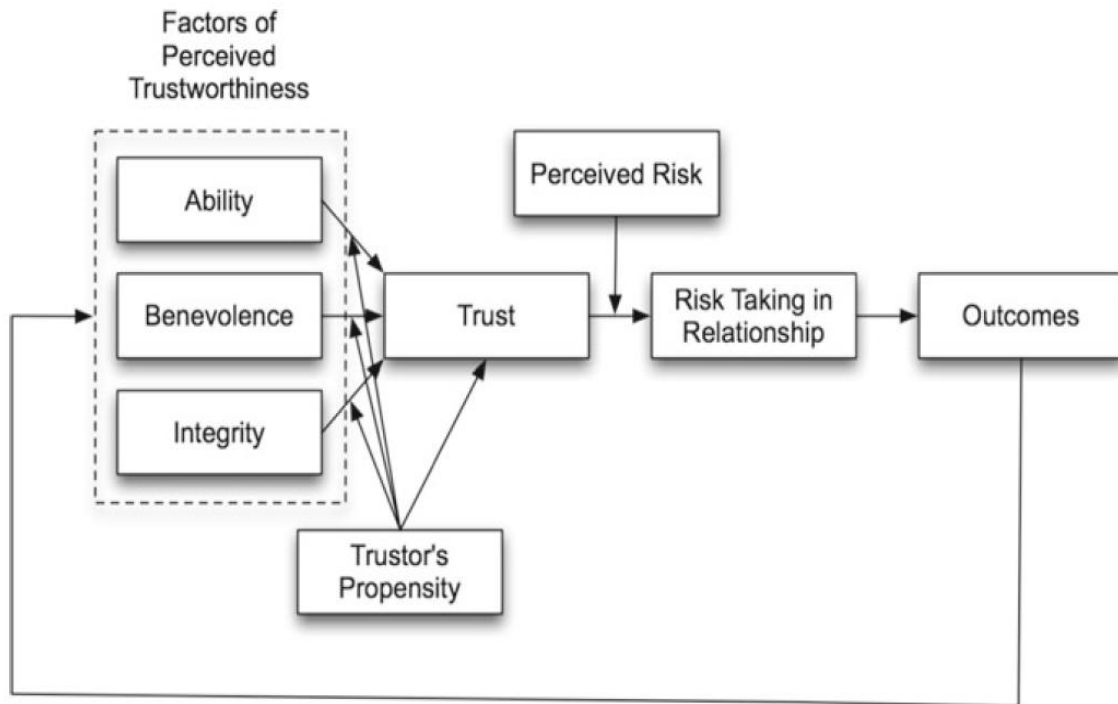 Factors of
Perceived
Trustworthiness
Ability
Benevolence
Integrity
Trustor's
Propensity
Trust
Perceived Risk
Risk Taking in
Relationship
Outcomes